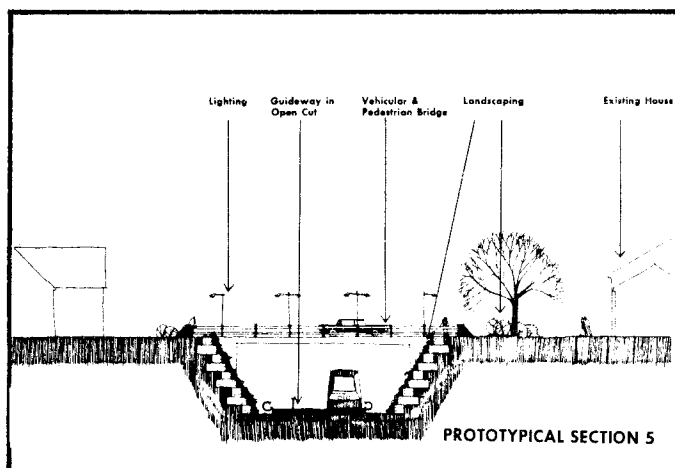 Lighting
Guideway in
Open Cut
Vehicular &
Pedestrian Bridge
Landscaping
Existing House
PROTOTYPICAL SECTION 5